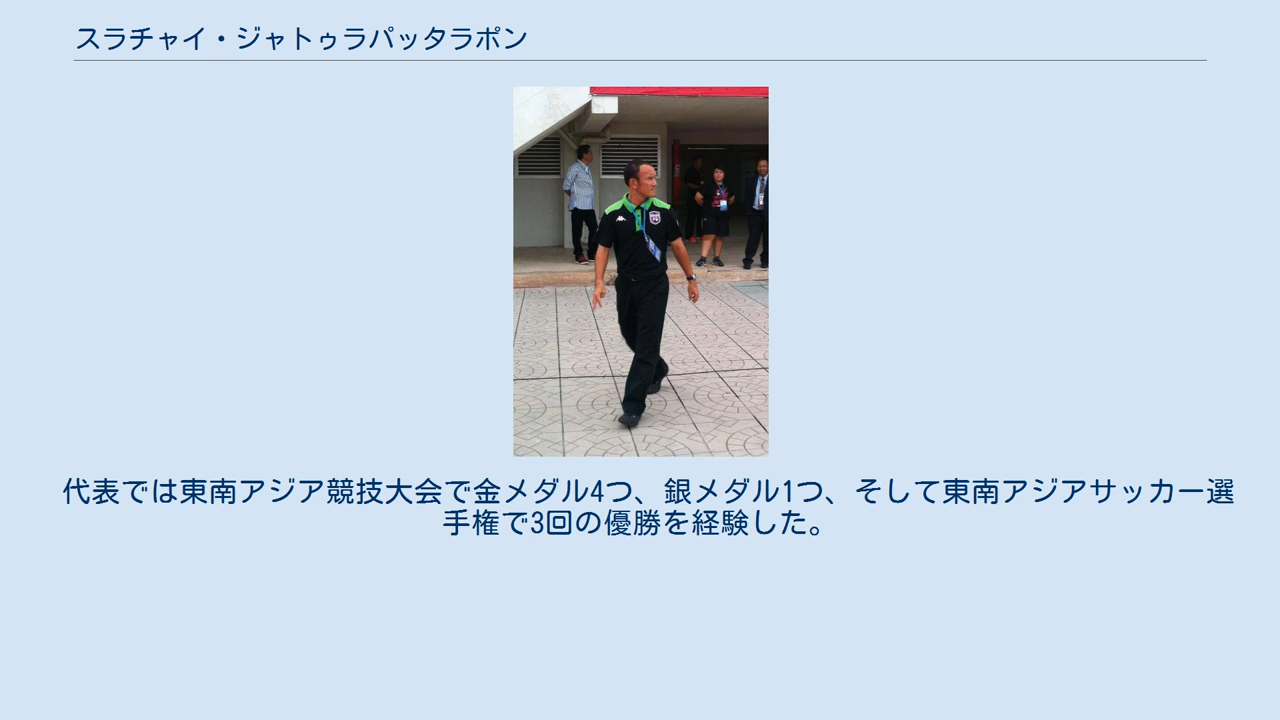 スラチャイ・ジャトゥラパッタラポン
代表では東南アジア競技大会で金メダル4つ、銀メダル1つ、そして東南アジアサッカー選
手権で3回の優勝を経験した。